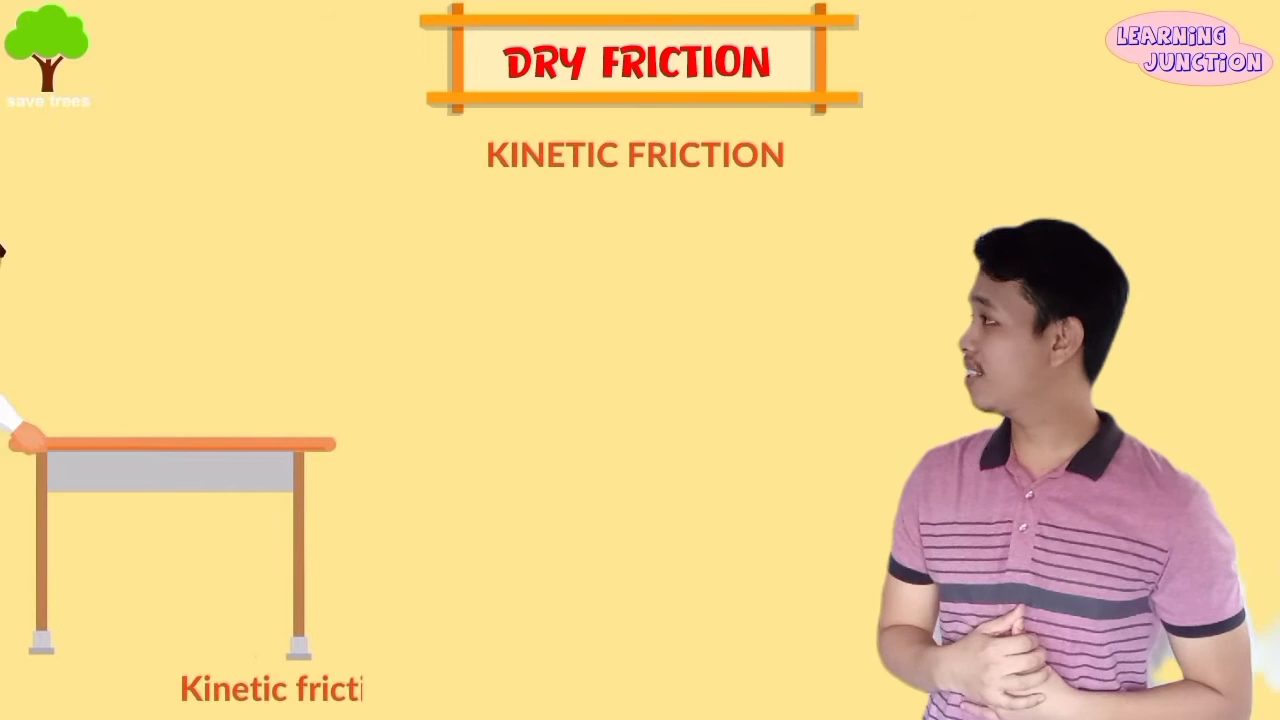 DRY FRICTION
LEARNING
JUNCTION
save trees
KINETIC FRICTION
Kinetic fricti